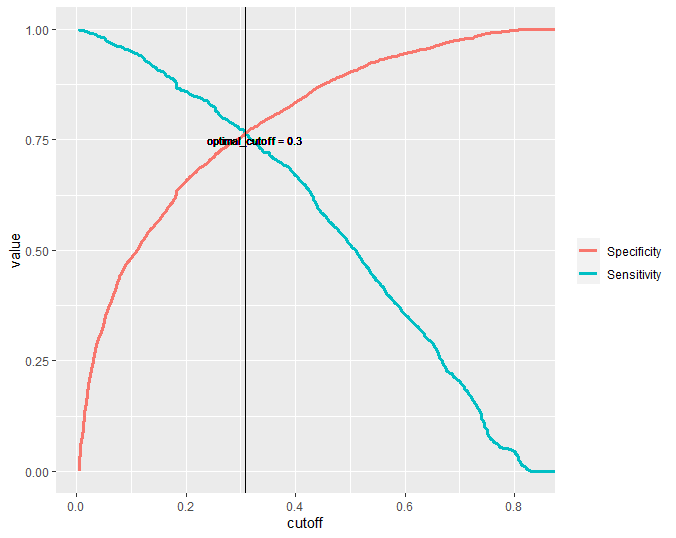 1.00
0.75
0.50
0.25
0.00
value
optimal_cutoff = 0.3
0.0 0.2 0.4 0.6 0.8
cutoff
Specificity
Sensitivity